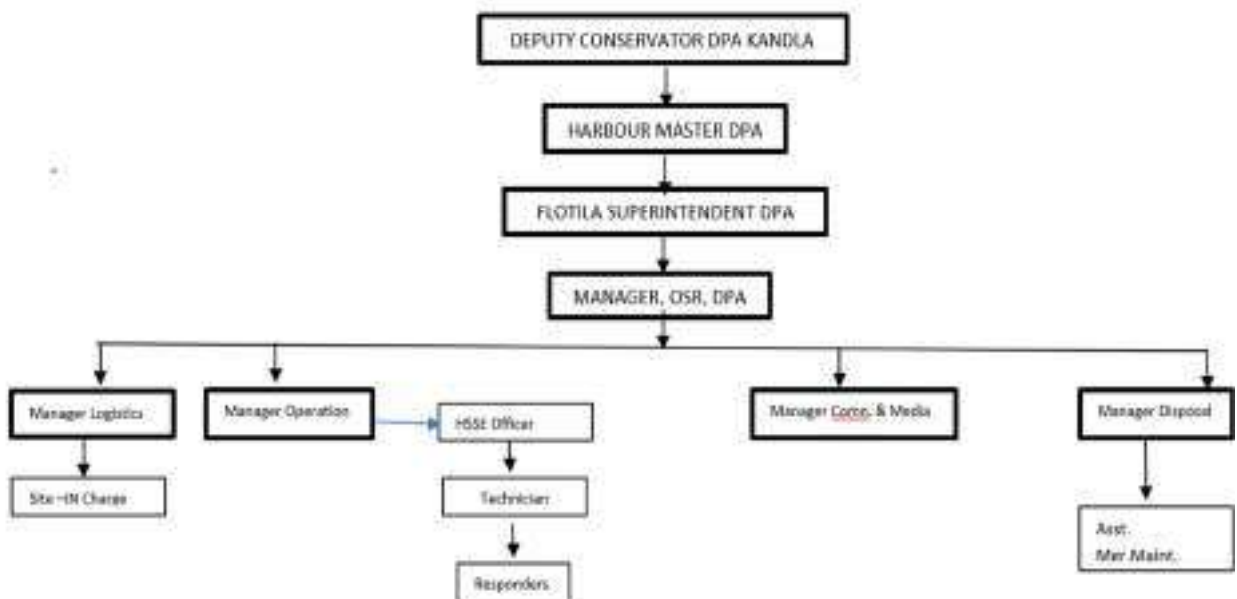 DEPUTY CONSERVATOR DPA KANDLA
HARBOUR MASTER DPA
FLOTILA SUPERINTENDENT DPA
MANAGER, OSR, DPA
Manager Logistics
Manager Operation
HSSE Officer
Manager Comn. & Media
Manager Disposal
Site –IN Charge
Technician
Asst.
Mer.Maint.
Responders